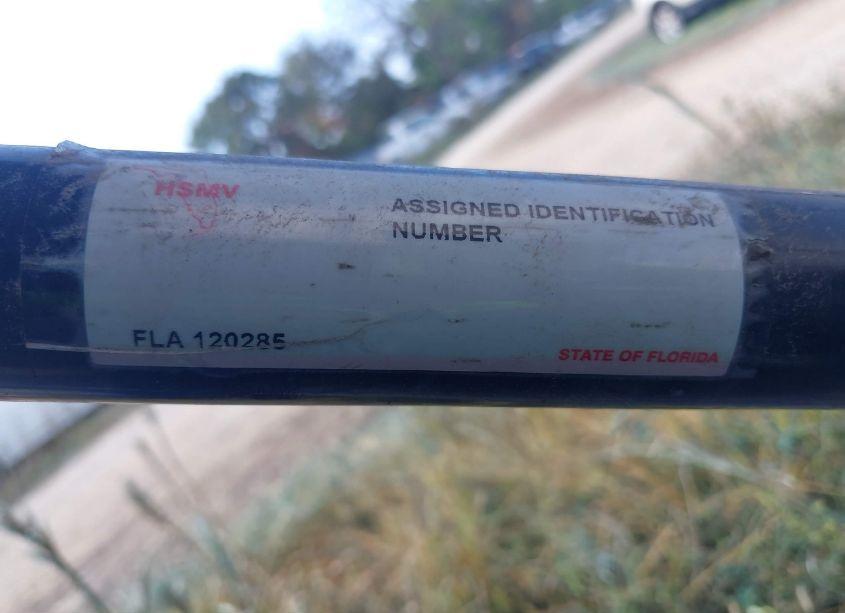 HSMV
ASSIGNED IDENTIFICATION
NUMBER
FLA 120285
STATE OF FLORIDA